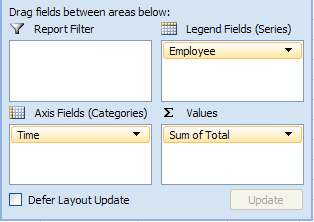 Drag fields between areas below:
Report Filter
Legend Fields (Series)
Employee
Axis Fields (Categories)
Σ Values
Time
Sum of Total
Defer Layout Update
Update